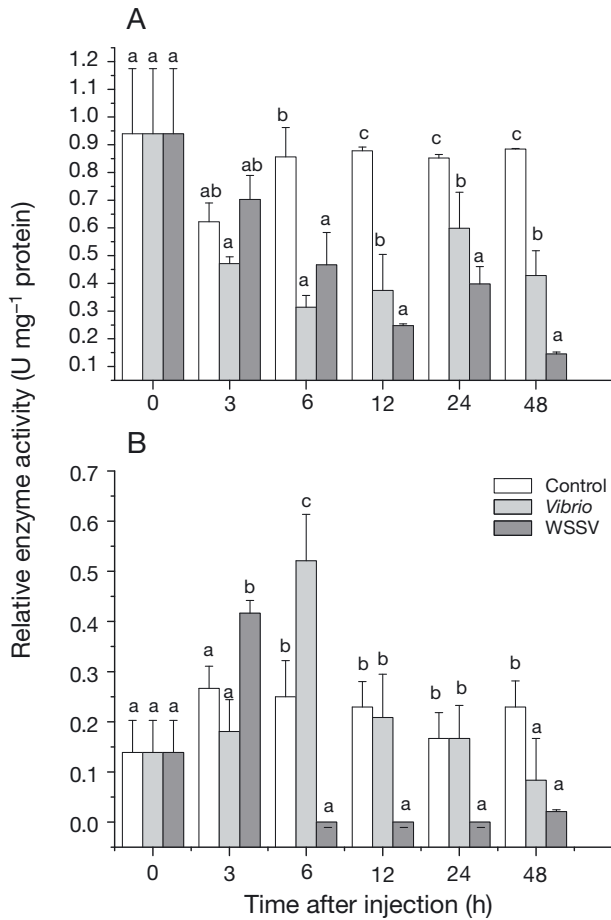 A
Relative enzyme activity (U mg⁻¹ protein)
1.2
1.1
1.0
0.9
0.8
0.7
0.6
0.5
0.4
0.3
0.2
0.1
a a a
ab a ab
b a a
c b a
c b a
c b a
0 3 6 12 24 48
B
0.7
0.6
0.5
0.4
0.3
0.2
0.1
0.0
Control
Vibrio
WSSV
a a a
a a b
b c a
b b a
b b a
b a a
0 3 6 12 24 48
Time after injection (h)